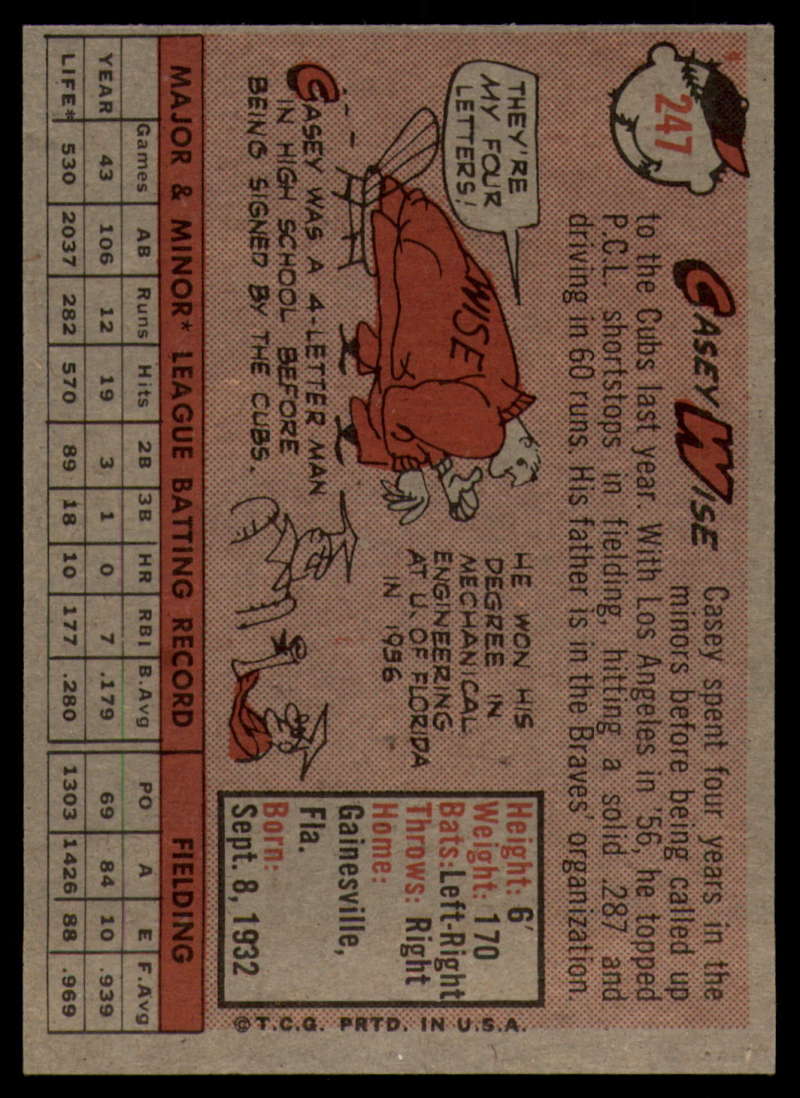 247
CASEY WISE
Casey spent four years in the
minors before being called up
to the Cubs last year. With Los Angeles in '56, he topped
P.C.L. shortstops in fielding, hitting a solid .287 and
driving in 60 runs. His father is in the Braves' organization.
THEY'RE
MY FOUR
LETTERS!
WISE
CASEY WAS A 4-LETTER MAN
IN HIGH SCHOOL BEFORE
BEING SIGNED BY THE CUBS.
HE WON HIS
DEGREE IN
MECHANICAL
ENGINEERING
AT U. OF FLORIDA
IN 1956
Height: 6'
Weight: 170
Bats: Left-Right
Throws: Right
Home:
Gainesville,
Fla.
Born:
Sept. 8, 1932
© T.C.G. PRTD. IN U.S.A.
MAJOR & MINOR* LEAGUE BATTING RECORD FIELDING
Games AB Runs Hits 2B 3B HR RBI B.Avg PO A E F.Avg
YEAR 43 106 12 19 3 1 0 7 .179 69 84 10 .939
LIFE* 530 2037 282 570 89 18 10 177 .280 1303 1426 88 .969